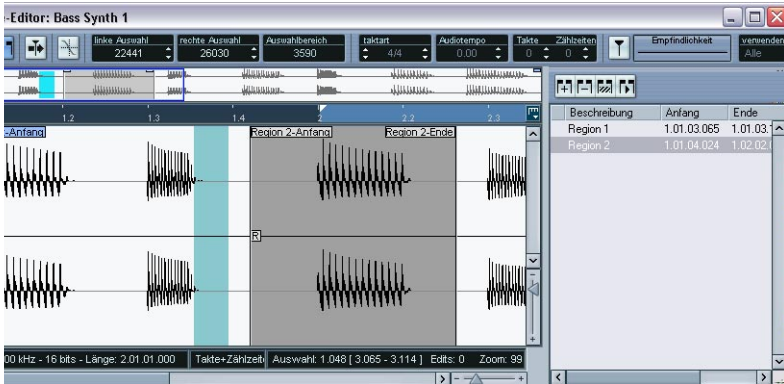 -Editor: Bass Synth 1
linke Auswahl rechte Auswahl Auswahlbereich taktart Audiotempo Takte Zählzeiten Empfindlichkeit verwenden
22441 26030 3590 4/4 0.00 0 0 Alle
1.2 1.3 1.4 2 2.2 2.3
-Anfang Region 2-Anfang Region 2-Ende
R
Beschreibung Anfang Ende
Region 1 1.01.03.065 1.01.03.
Region 2 1.01.04.024 1.02.02.
00 kHz - 16 bits - Länge: 2.01.01.000 Takte+Zählzeit Auswahl: 1.048 [ 3.065 - 3.114 ] Edits: 0 Zoom: 99